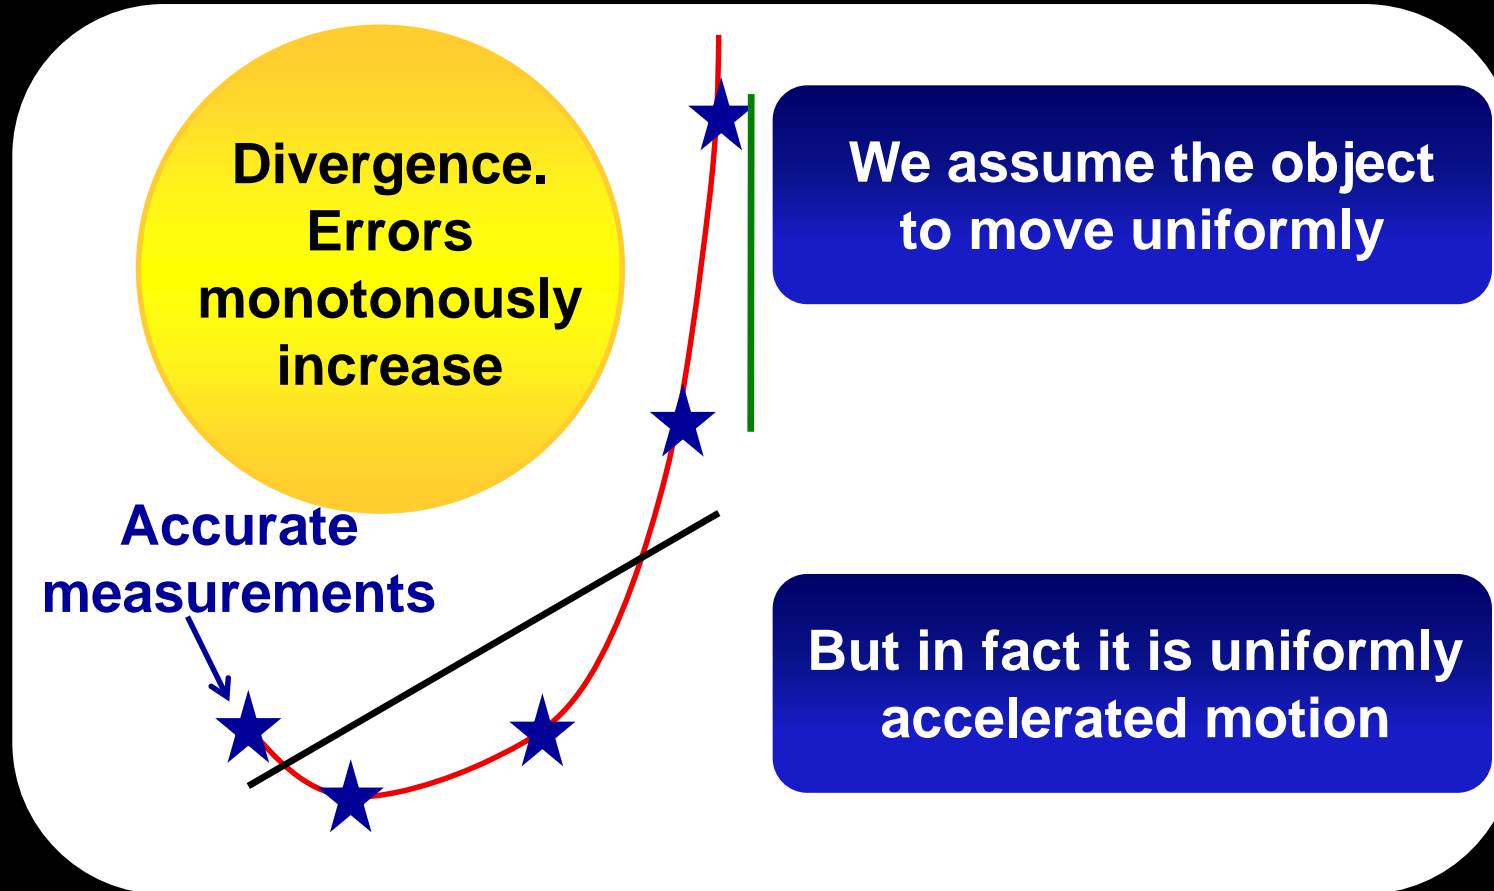 Divergence.
Errors
monotonously
increase
We assume the object
to move uniformly
Accurate
measurements
But in fact it is uniformly
accelerated motion